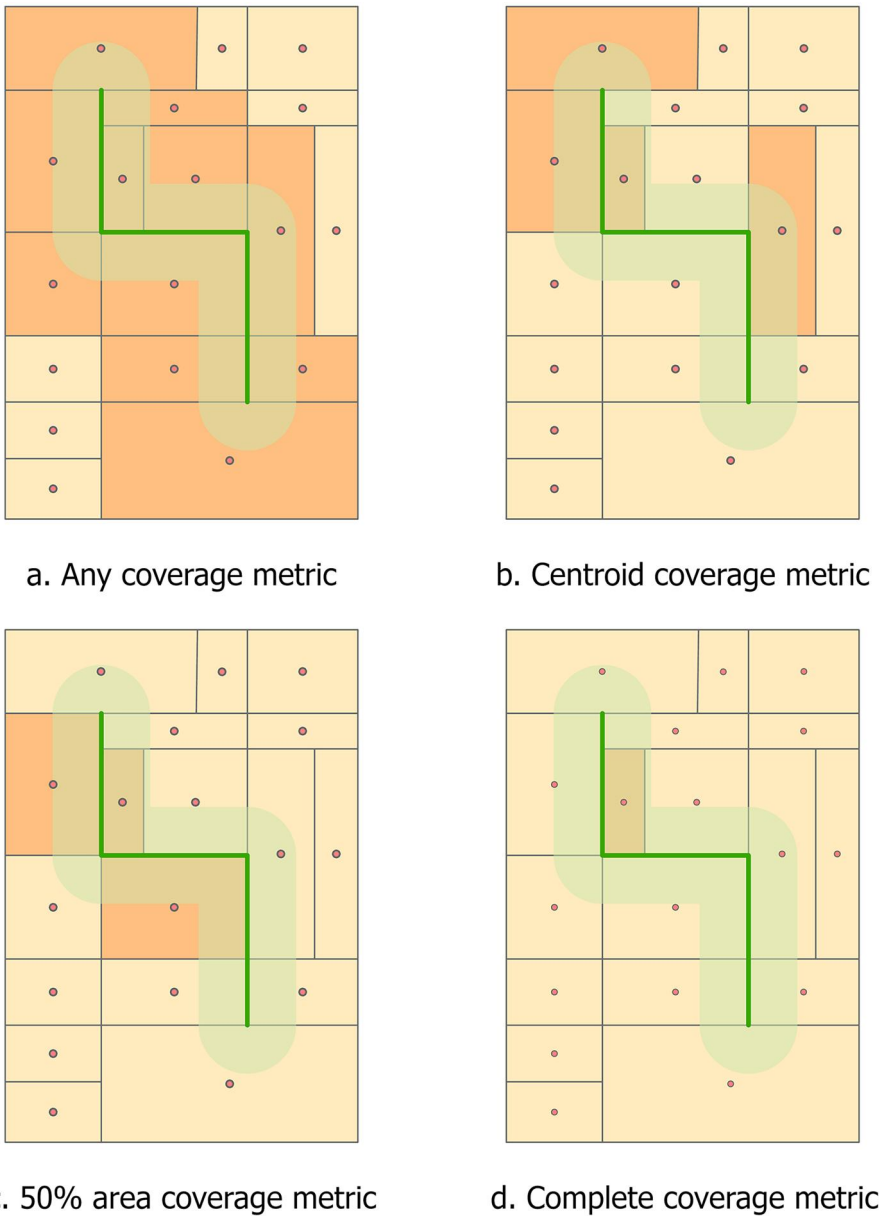 a. Any coverage metric
b. Centroid coverage metric
. 50% area coverage metric
d. Complete coverage metric